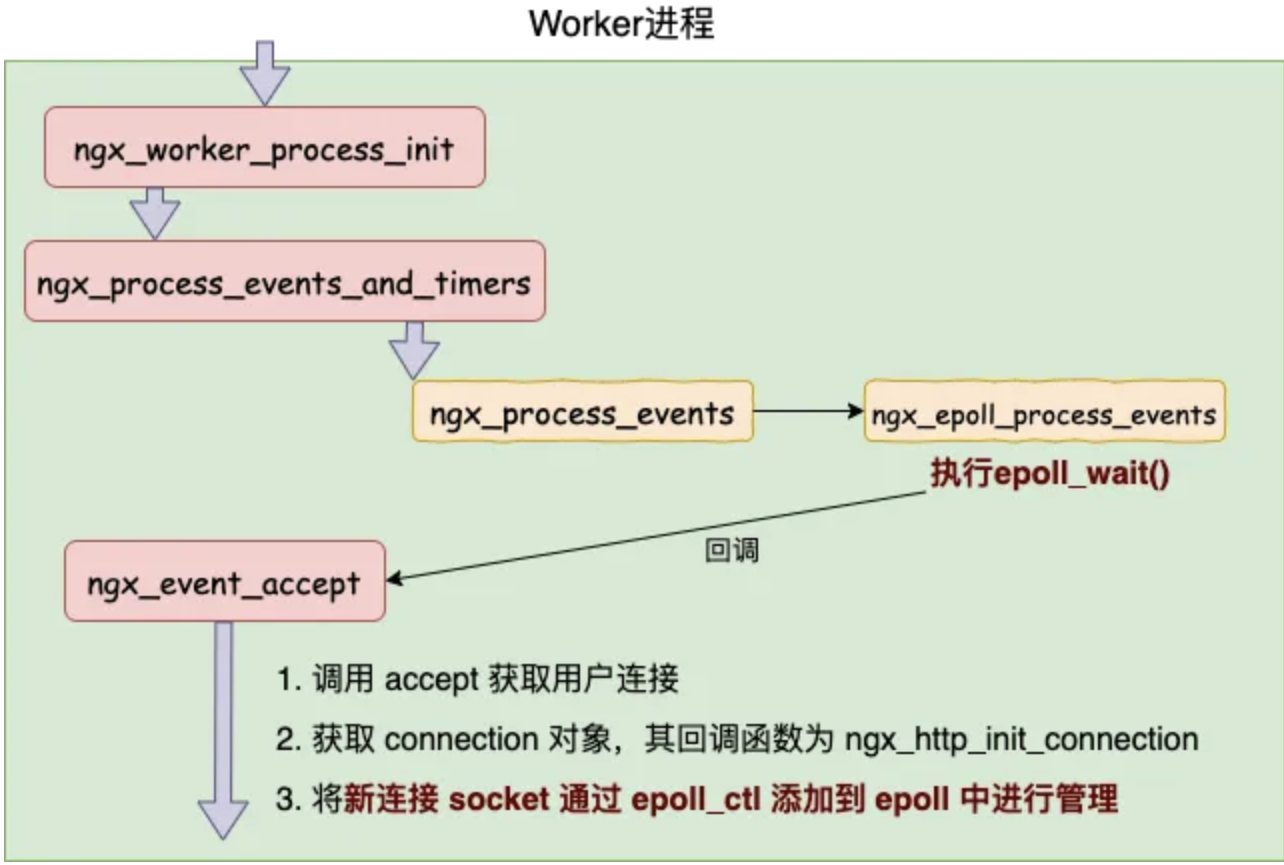 Worker进程
ngx_worker_process_init
ngx_process_events_and_timers
ngx_process_events
ngx_epoll_process_events
执行epoll_wait()
回调
ngx_event_accept
1. 调用 accept 获取用户连接
2. 获取 connection 对象，其回调函数为 ngx_http_init_connection
3. 将新连接 socket 通过 epoll_ctl 添加到 epoll 中进行管理